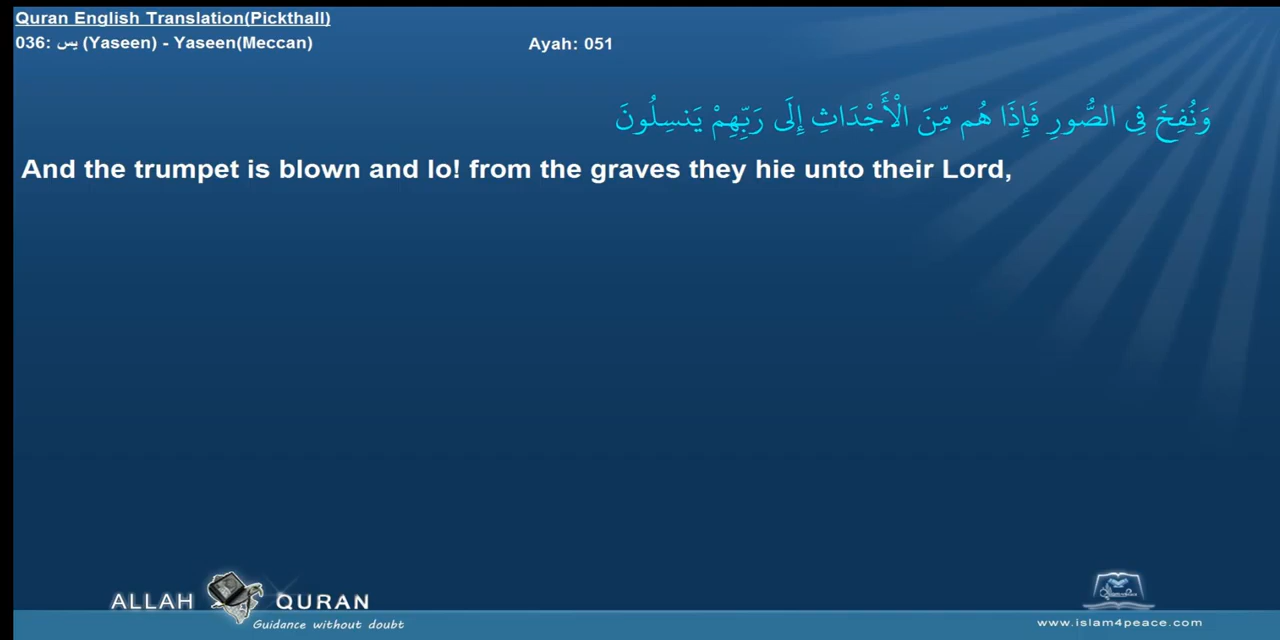 Quran English Translation(Pickthall)
036: يس (Yaseen) - Yaseen(Meccan)
Ayah: 051
وَنُفِخَ فِى الصُّورِ فَإِذَا هُم مِّنَ الْأَجْدَاثِ إِلَى رَبِّهِمْ يَنسِلُونَ
And the trumpet is blown and lo! from the graves they hie unto their Lord,
ALLAH QURAN
Guidance without doubt
www.islam4peace.com